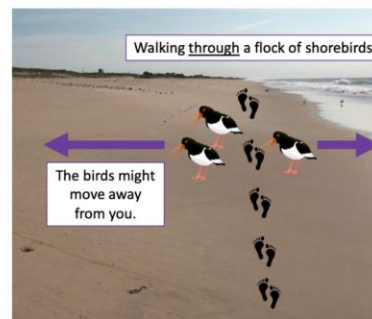 Walking through a flock of shorebirds
The birds might
move away
from you.